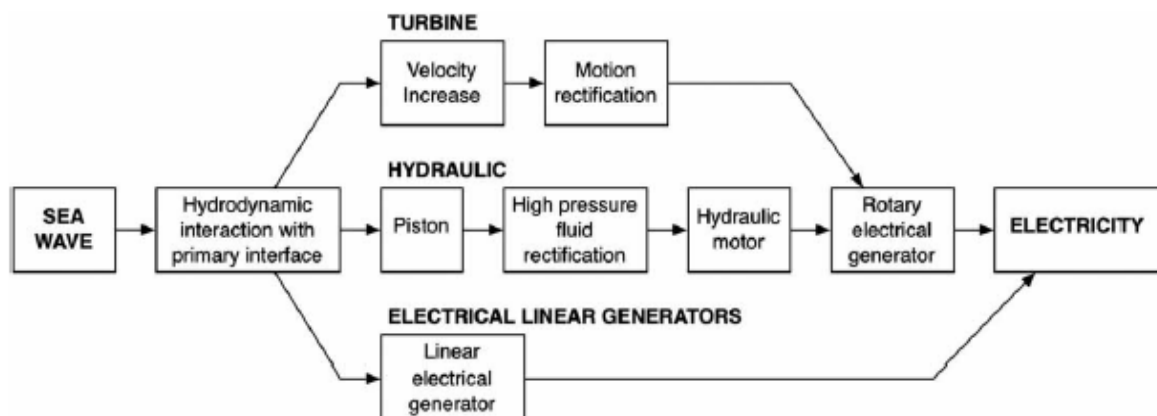 TURBINE
Velocity
Increase
Motion
rectification
HYDRAULIC
SEA
WAVE
Hydrodynamic
interaction with
primary interface
Piston
High pressure
fluid
rectification
Hydraulic
motor
Rotary
electrical
generator
ELECTRICITY
ELECTRICAL LINEAR GENERATORS
Linear
electrical
generator